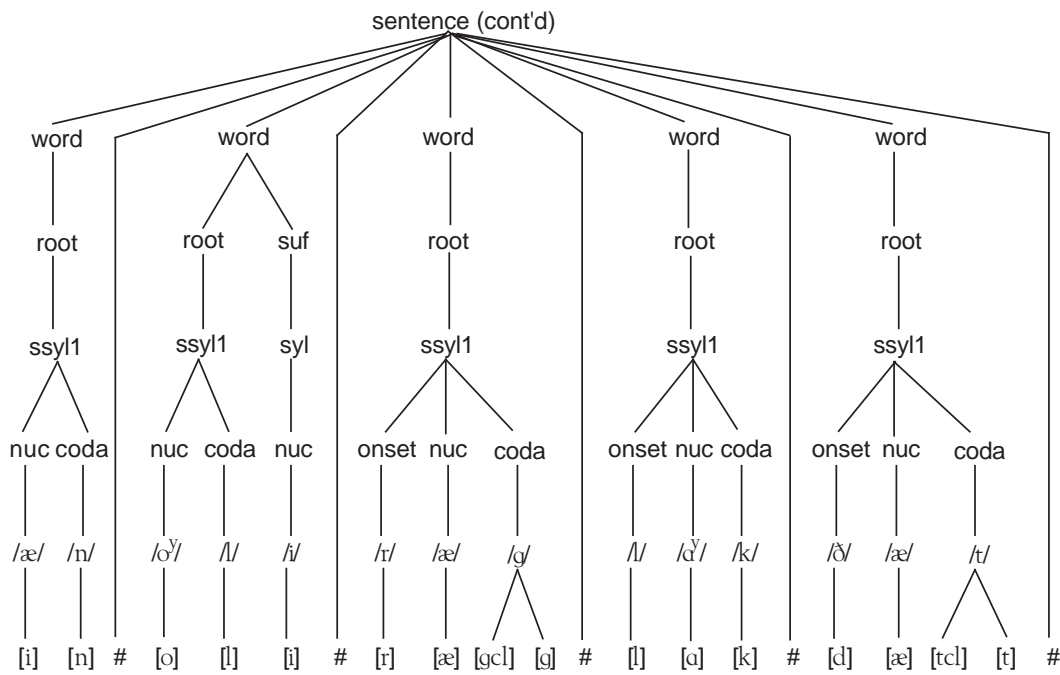 sentence (cont'd)
word word word word word
root root suf root root root
ssyl1 ssyl1 syl ssyl1 ssyl1 ssyl1
nuc coda nuc coda nuc onset nuc coda onset nuc coda onset nuc coda
/æ/ /n/ /oʸ/ /l/ /i/ /r/ /æ/ /g/ /l/ /ɑʸ/ /k/ /ð/ /æ/ /t/
[i] [n] # [o] [l] [i] # [r] [æ] [gcl] [g] # [l] [ɑ] [k] # [d] [æ] [tcl] [t] #